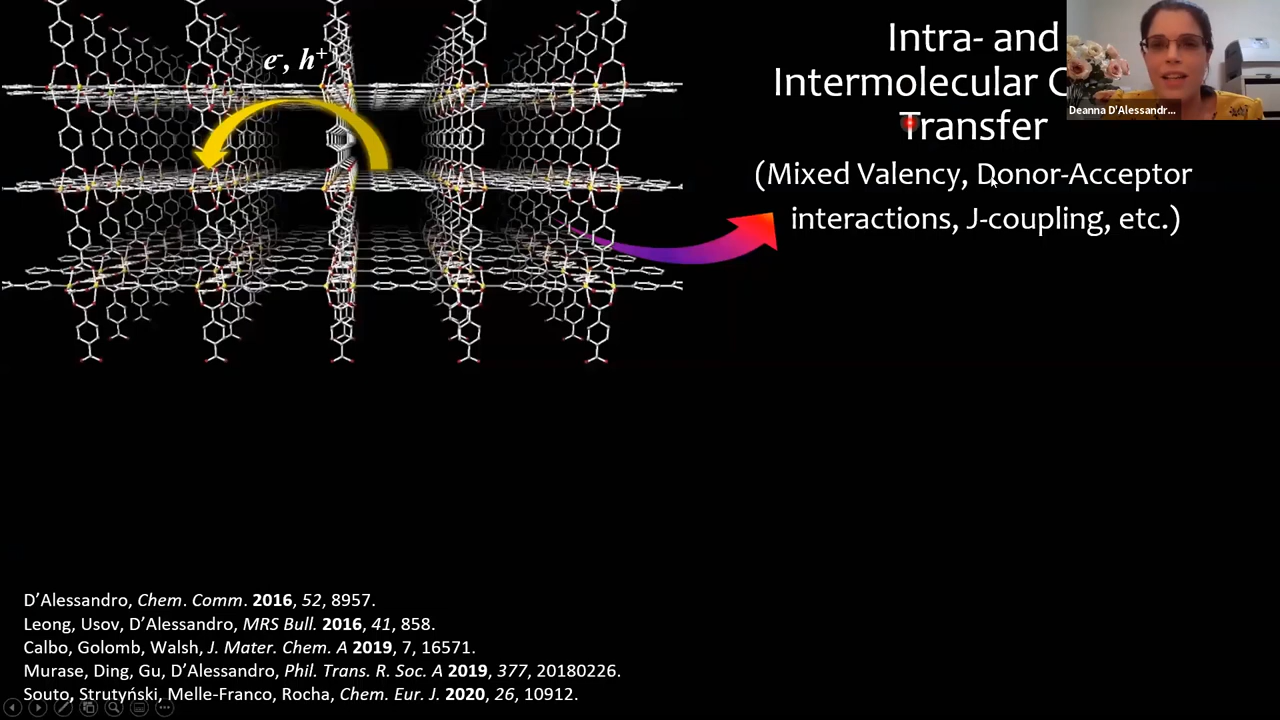 e⁻, h⁺
Intra- and
Intermolecular C
Transfer
(Mixed Valency, Donor-Acceptor
interactions, J-coupling, etc.)
Deanna D'Alessandr...
D’Alessandro, Chem. Comm. 2016, 52, 8957.
Leong, Usov, D’Alessandro, MRS Bull. 2016, 41, 858.
Calbo, Golomb, Walsh, J. Mater. Chem. A 2019, 7, 16571.
Murase, Ding, Gu, D’Alessandro, Phil. Trans. R. Soc. A 2019, 377, 20180226.
Souto, Strutyński, Melle-Franco, Rocha, Chem. Eur. J. 2020, 26, 10912.